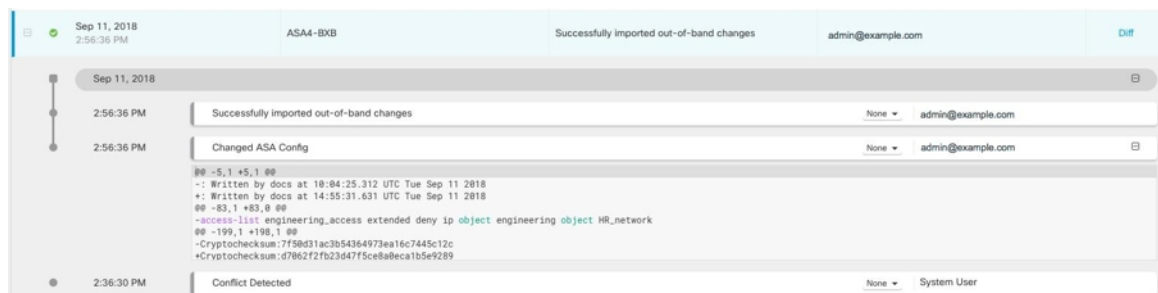 Sep 11, 2018 ASA4-BXB Successfully imported out-of-band changes admin@example.com Diff
2:56:36 PM
Sep 11, 2018
2:56:36 PM Successfully imported out-of-band changes None admin@example.com
2:56:36 PM Changed ASA Config None admin@example.com
@@ -5,1 +5,1 @@
-: Written by docs at 10:04:25.312 UTC Tue Sep 11 2018
+: Written by docs at 14:55:31.631 UTC Tue Sep 11 2018
@@ -83,1 +83,0 @@
-access-list engineering_access extended deny ip object engineering object HR_network
@@ -199,1 +198,1 @@
-Cryptochecksum:7f50d31ac3b54364973ea16c7445c12c
+Cryptochecksum:d7062f2fb23d47f5ce8a0eca1b5e9289
2:36:30 PM Conflict Detected None System User